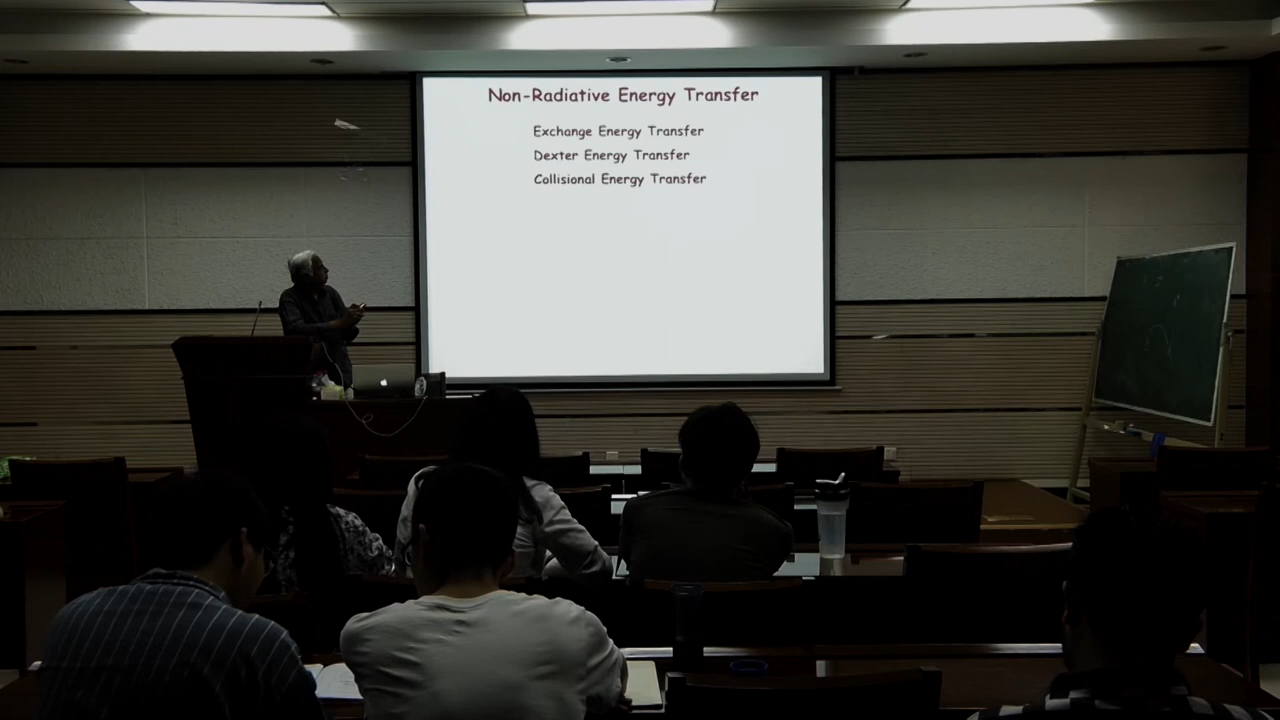 Non-Radiative Energy Transfer
Exchange Energy Transfer
Dexter Energy Transfer
Collisional Energy Transfer